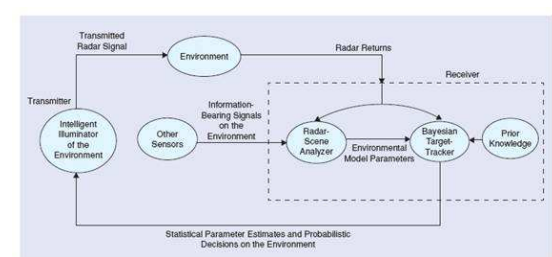 Transmitted
Radar Signal
Environment
Radar Returns
Receiver
Transmitter
Intelligent
Illuminator
of the
Environment
Other
Sensors
Information-
Bearing Signals
on the
Environment
Radar-
Scene
Analyzer
Environmental
Model Parameters
Bayesian
Target-
Tracker
Prior
Knowledge
Statistical Parameter Estimates and Probabilistic
Decisions on the Environment